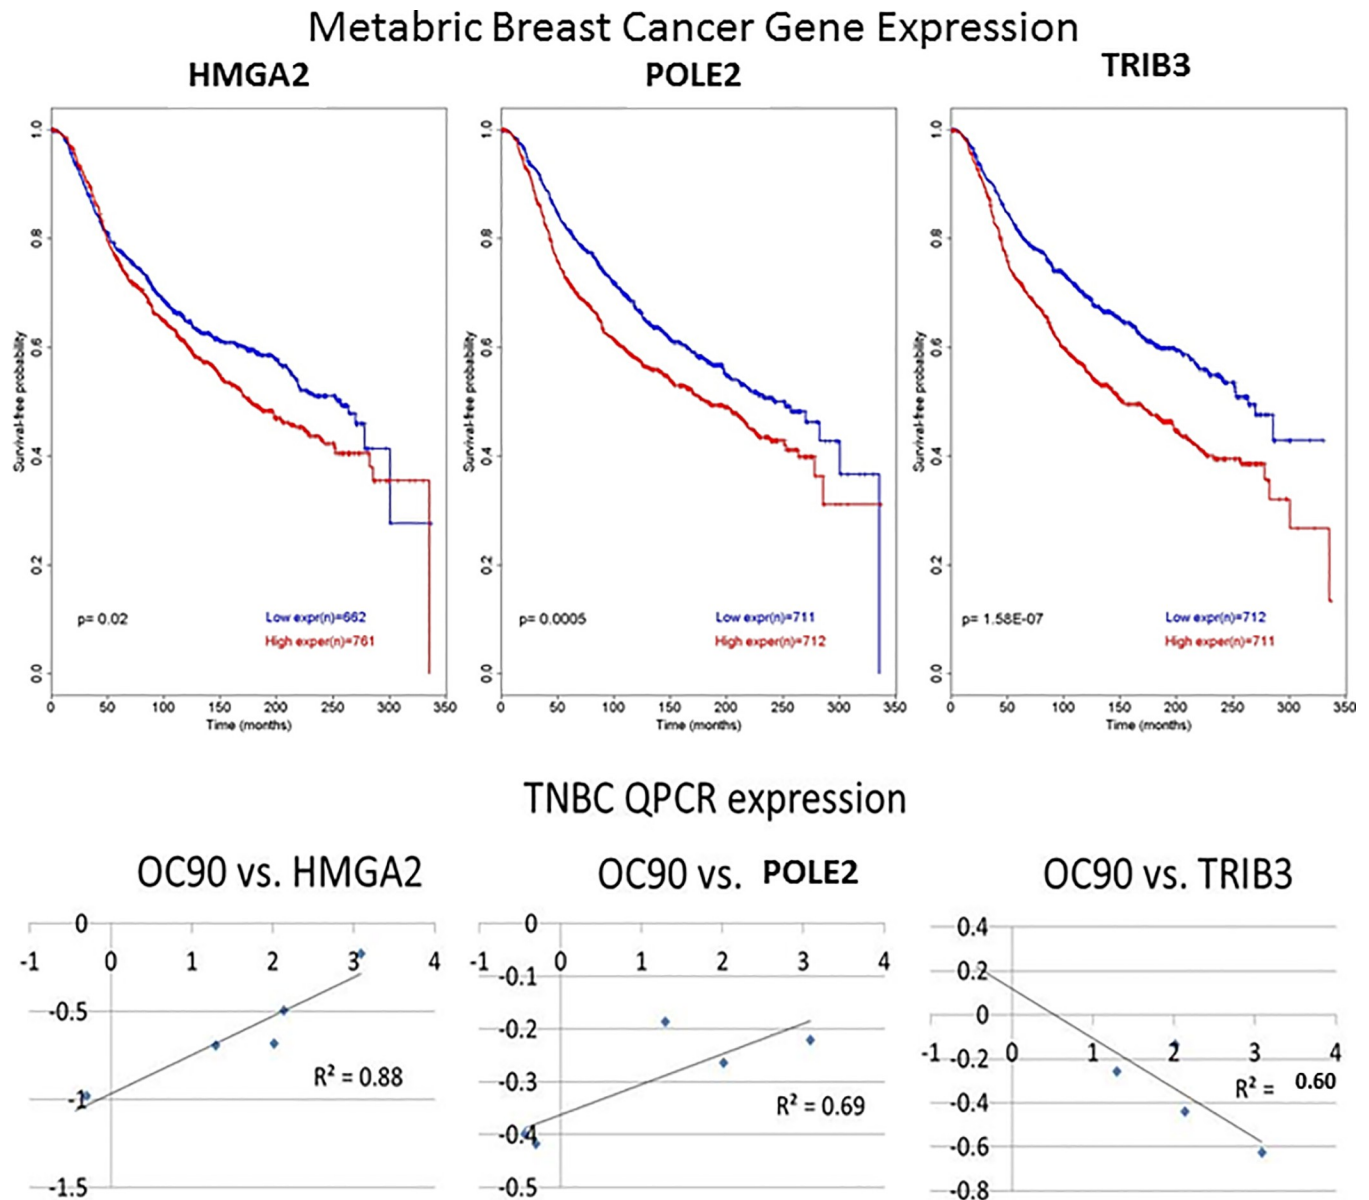 Metabric Breast Cancer Gene Expression
HMGA2
POLE2
TRIB3
Survival-free probability
1.0
0.8
0.6
0.4
0.2
0.0
p= 0.02
Low expr(n)=662
High exper(n)=761
0 50 100 150 200 250 300 350
Time (months)
Survival-free probability
1.0
0.8
0.6
0.4
0.2
0.0
p= 0.0005
Low expr(n)=711
High exper(n)=712
0 50 100 150 200 250 300 350
Time (months)
Survival-free probability
1.0
0.8
0.6
0.4
0.2
0.0
p= 1.58E-07
Low expr(n)=712
High exper(n)=711
0 50 100 150 200 250 300 350
Time (months)
TNBC QPCR expression
OC90 vs. HMGA2
0
-1 0 1 2 3 4
-0.5
R² = 0.88
-1
-1.5
OC90 vs. POLE2
0
-1 0 1 2 3 4
-0.1
-0.2
-0.3
R² = 0.69
-0.4
-0.5
OC90 vs. TRIB3
0.4
0.2
0
-1 0 1 2 3 4
-0.2
R² = 0.60
-0.4
-0.6
-0.8